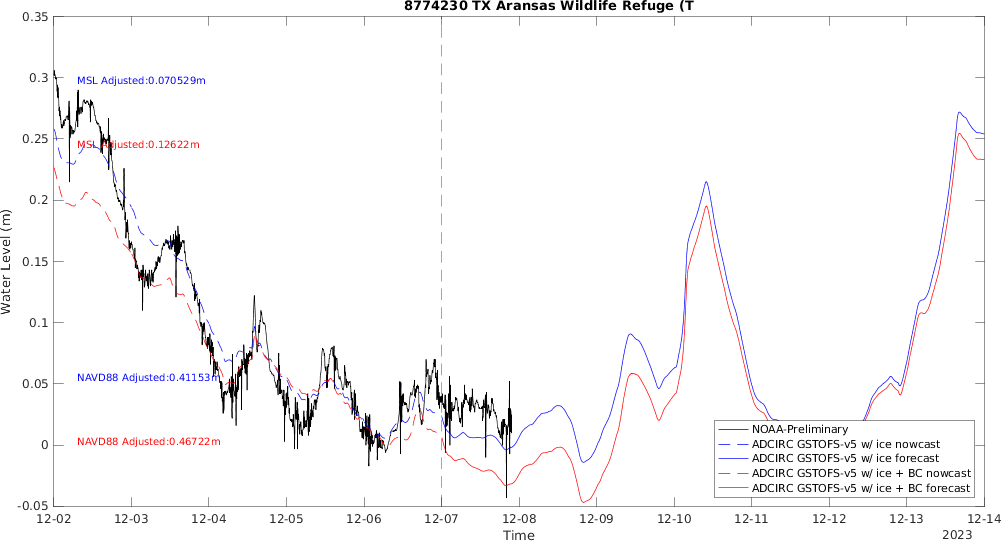 8774230 TX Aransas Wildlife Refuge (T
0.35
0.3
0.25
0.2
0.15
0.1
0.05
0
-0.05
Water Level (m)
MSL Adjusted:0.070529m
MSL Adjusted:0.12622m
NAVD88 Adjusted:0.41153m
NAVD88 Adjusted:0.46722m
NOAA-Preliminary
ADCIRC GSTOFS-v5 w/ ice nowcast
ADCIRC GSTOFS-v5 w/ ice forecast
ADCIRC GSTOFS-v5 w/ ice + BC nowcast
ADCIRC GSTOFS-v5 w/ ice + BC forecast
12-02 12-03 12-04 12-05 12-06 12-07 12-08 12-09 12-10 12-11 12-12 12-13 12-14
Time
2023